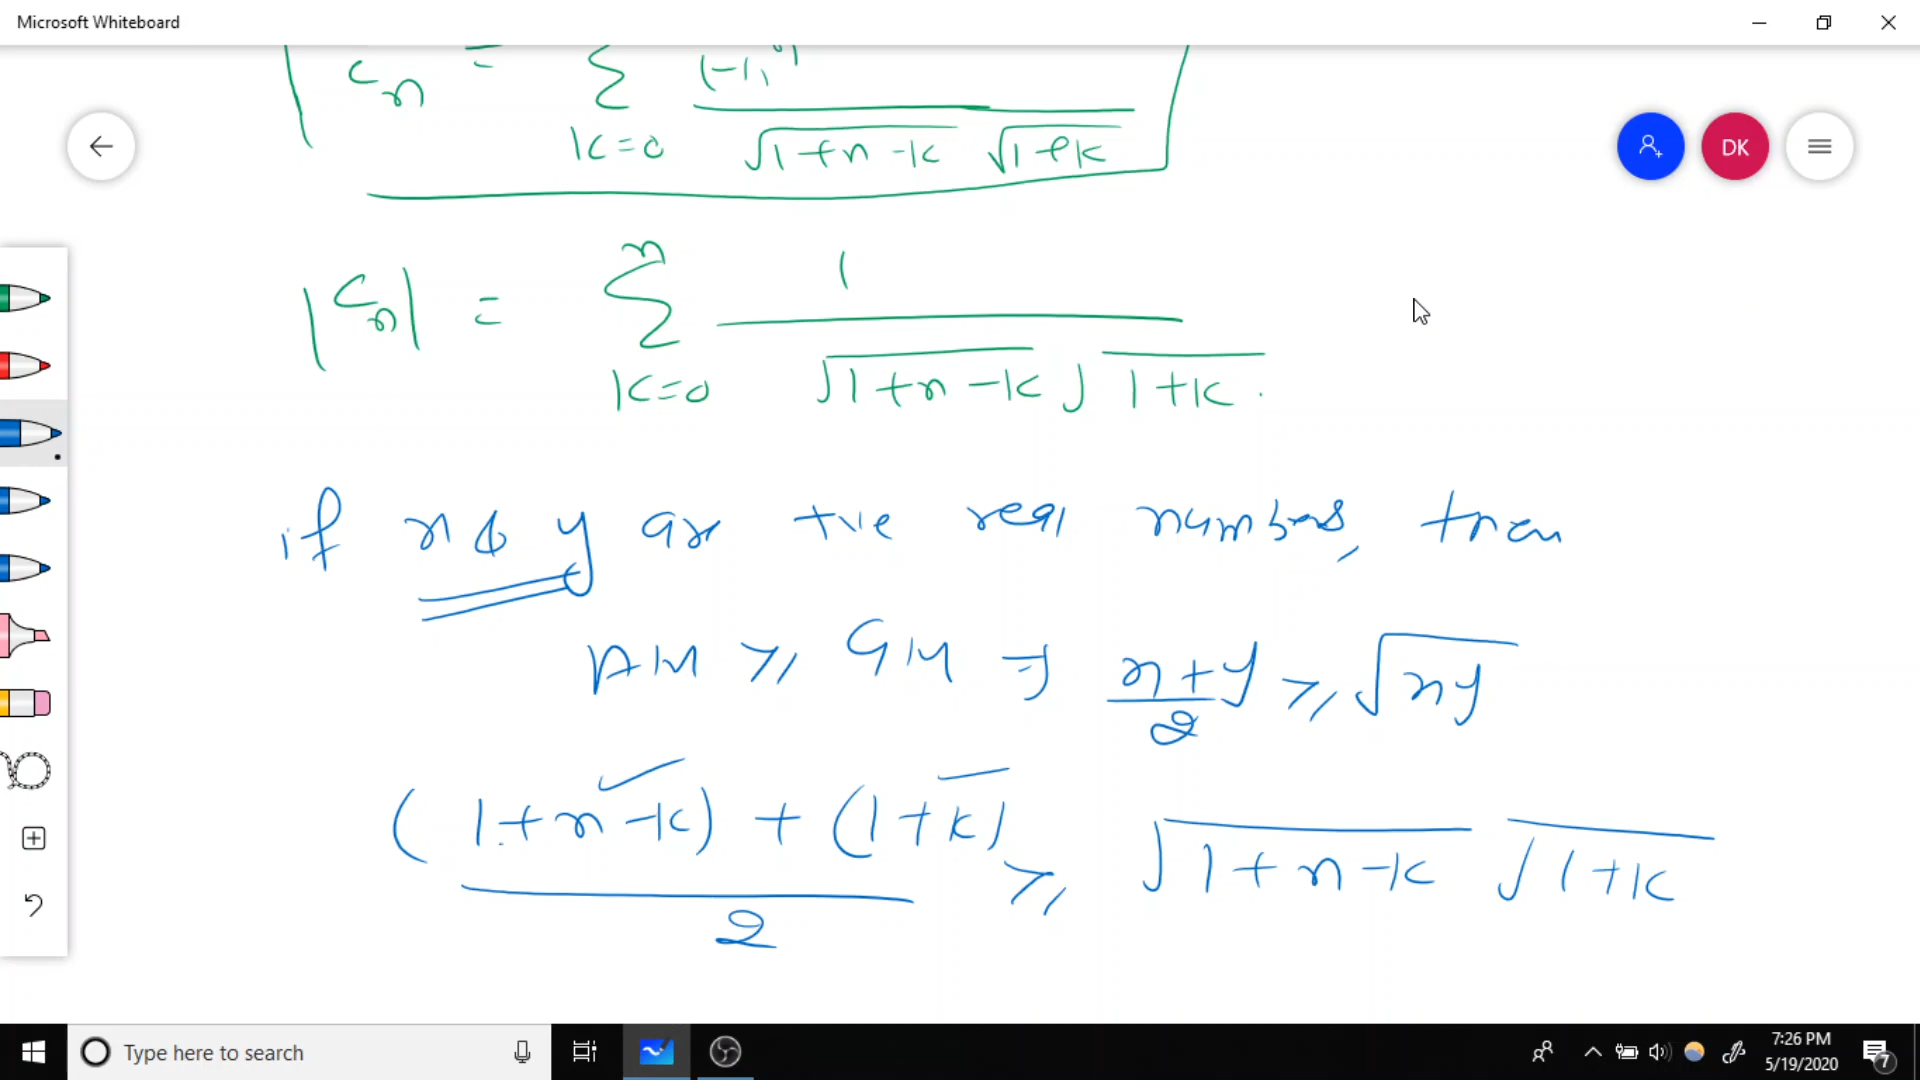 Microsoft Whiteboard
c_n = ∑ (-1)^n
k=0 √1+n-k √1+k
DK
|c_n| = ∑_{k=0}^{n} 1
√1+n-k √1+k .
if x & y are +ve real numbers, then
AM ≥ GM ⇒ x+y/2 ≥ √xy
(1+n-k) + (1+k)/2 ≥ √1+n-k √1+k
Type here to search
7:26 PM
5/19/2020
7